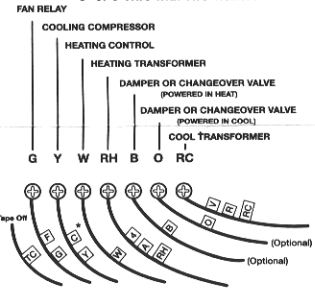 FAN RELAY
COOLING COMPRESSOR
HEATING CONTROL
HEATING TRANSFORMER
DAMPER OR CHANGEOVER VALVE
(POWERED IN HEAT)
DAMPER OR CHANGEOVER VALVE
(POWERED IN COOL)
COOL TRANSFORMER
G Y W RH B O RC
V R RC
O
(Optional)
B
(Optional)
4 A RH
W
C* Y
F G
Tape Off
TC